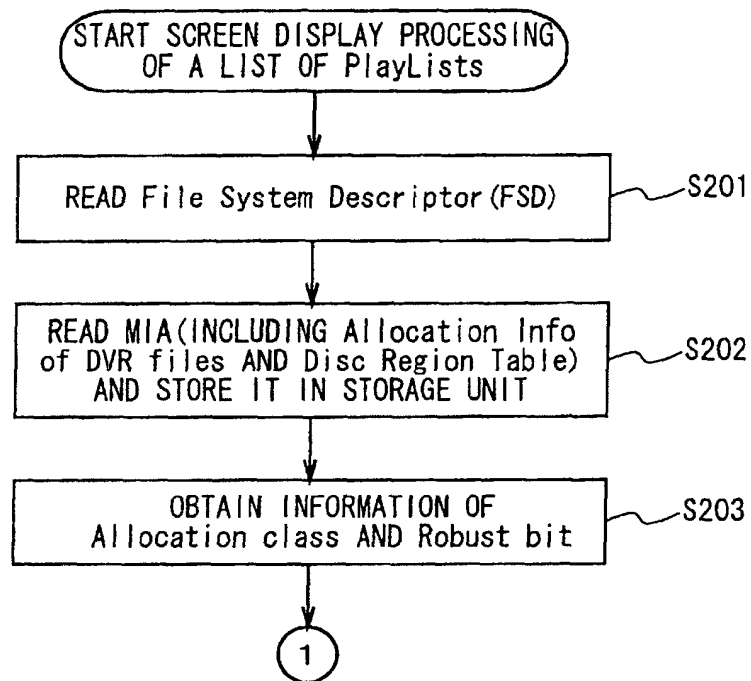 START SCREEN DISPLAY PROCESSING
OF A LIST OF PlayLists
READ File System Descriptor(FSD)
S201
READ MIA(INCLUDING Allocation Info
of DVR files AND Disc Region Table)
AND STORE IT IN STORAGE UNIT
S202
OBTAIN INFORMATION OF
Allocation class AND Robust bit
S203
1